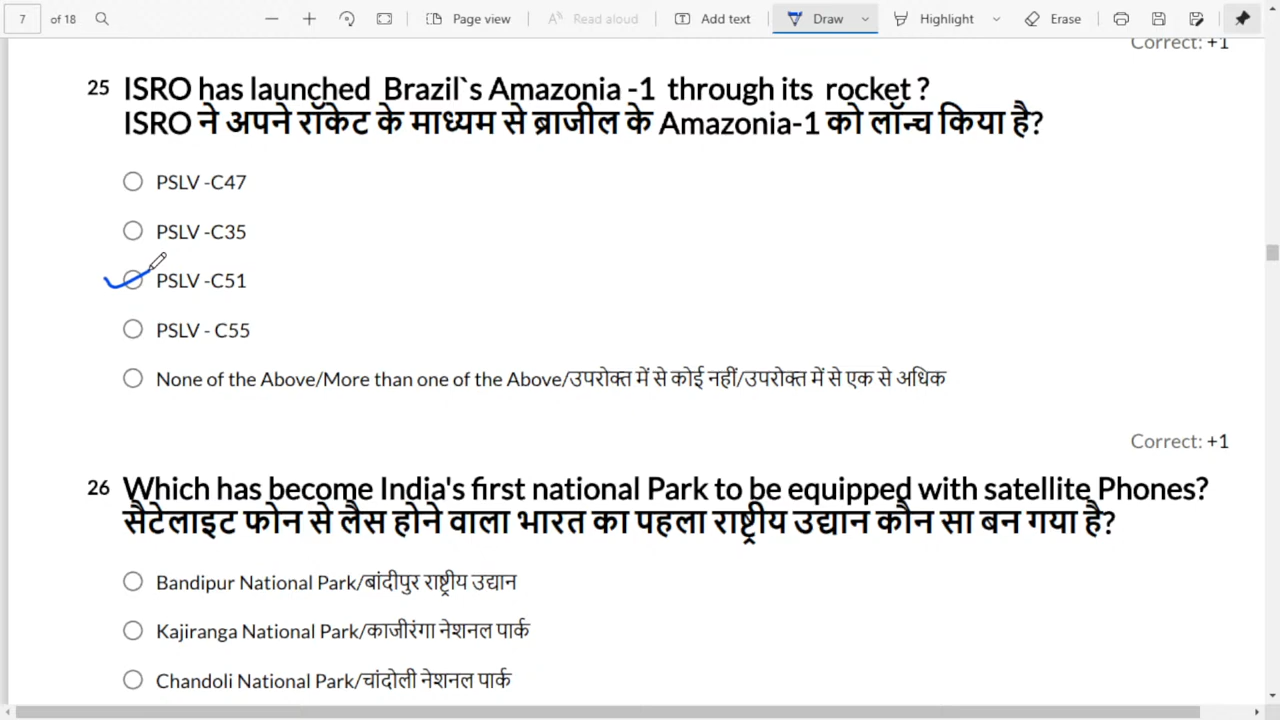 7 of 18 Page view Read aloud Add text Draw Highlight Erase
Correct: +1
25 ISRO has launched Brazil`s Amazonia -1 through its rocket ?
ISRO ने अपने रॉकेट के माध्यम से ब्राजील के Amazonia-1 को लॉन्च किया है?
PSLV -C47
PSLV -C35
PSLV -C51
PSLV - C55
None of the Above/More than one of the Above/उपरोक्त में से कोई नहीं/उपरोक्त में से एक से अधिक
Correct: +1
26 Which has become India's first national Park to be equipped with satellite Phones?
सैटेलाइट फोन से लैस होने वाला भारत का पहला राष्ट्रीय उद्यान कौन सा बन गया है?
Bandipur National Park/बांदीपुर राष्ट्रीय उद्यान
Kajiranga National Park/काजीरंगा नेशनल पार्क
Chandoli National Park/चांदोली नेशनल पार्क